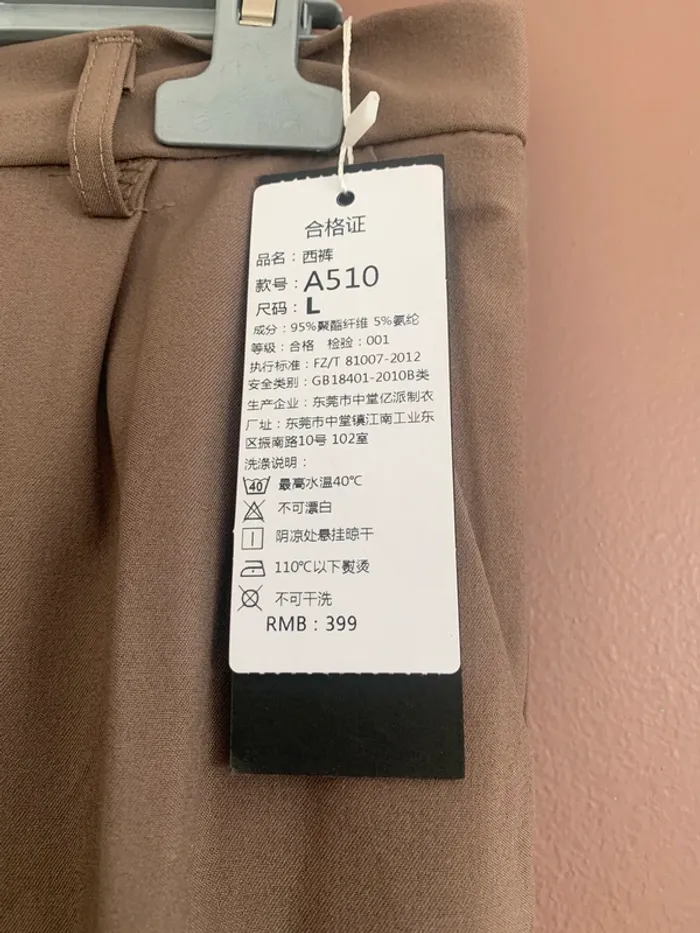 合格证
品名：西裤
款号：A510
尺码：L
成分：95%聚酯纤维 5%氨纶
等级：合格 检验：001
执行标准：FZ/T 81007-2012
安全类别：GB18401-2010B类
生产企业：东莞市中堂亿派制衣
厂址：东莞市中堂镇江南工业东
区振南路10号 102室
洗涤说明：
40 最高水温40℃
不可漂白
阴凉处悬挂晾干
110℃以下熨烫
不可干洗
RMB：399